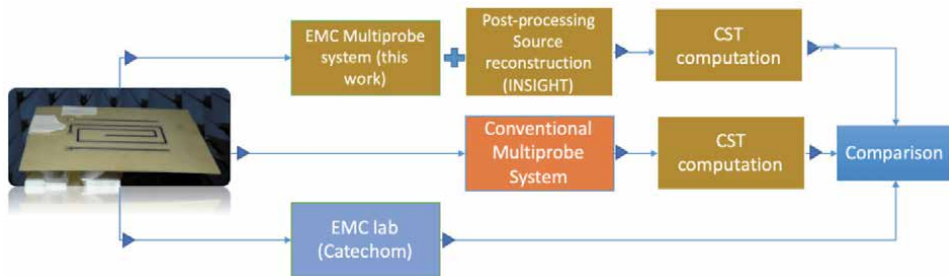 EMC Multiprobe
system (this
work)
Post-processing
Source
reconstruction
(INSIGHT)
CST
computation
Conventional
Multiprobe
System
CST
computation
Comparison
EMC lab
(Catechom)